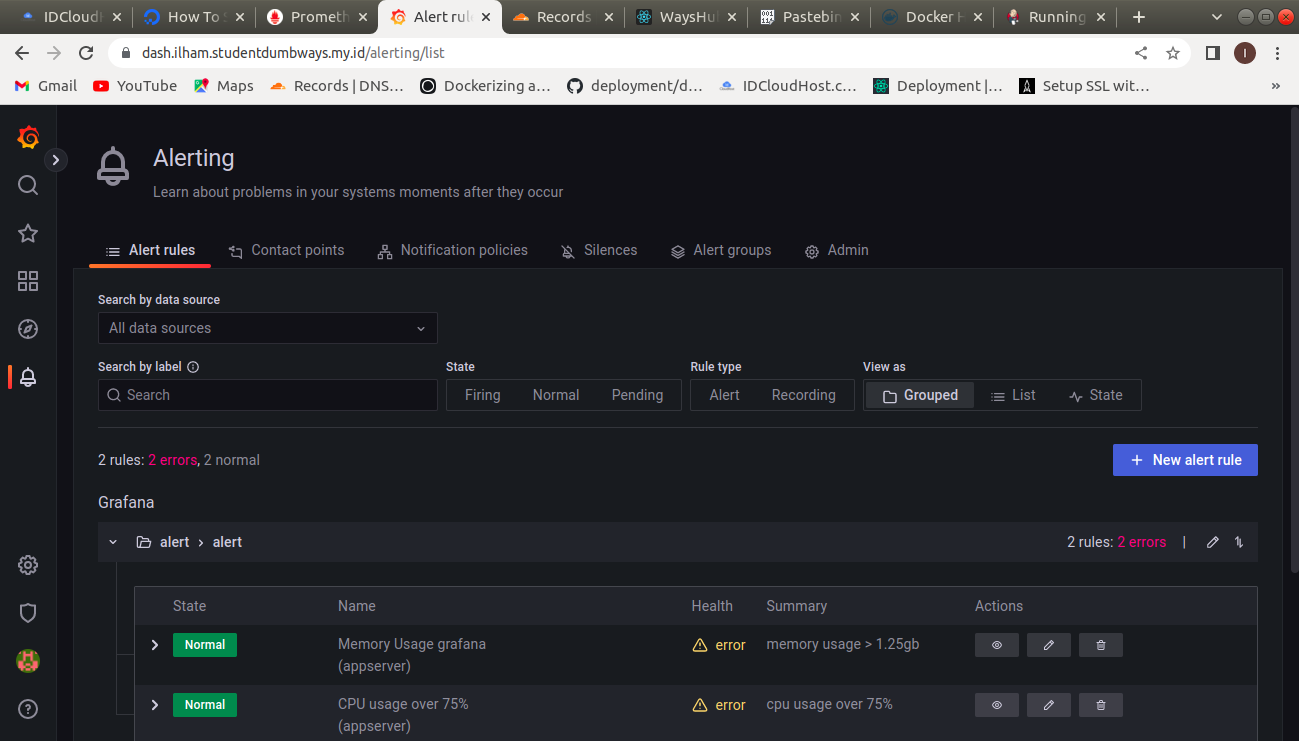 IDCloudH
How To S
Prometh
Alert rul
Records
WaysHu
Pastebin
Docker H
Running
dash.ilham.studentdumbways.my.id/alerting/list
I
Gmail
YouTube
Maps
Records | DNS...
Dockerizing a...
deployment/d...
IDCloudHost.c...
Deployment |...
Setup SSL wit...
»
Alerting
Learn about problems in your systems moments after they occur
Alert rules
Contact points
Notification policies
Silences
Alert groups
Admin
Search by data source
All data sources
Search by label
State
Rule type
View as
Search
Firing
Normal
Pending
Alert
Recording
Grouped
List
State
2 rules: 2 errors, 2 normal
+ New alert rule
Grafana
alert > alert
2 rules: 2 errors |
State
Name
Health
Summary
Actions
Normal
Memory Usage grafana
(appserver)
error
memory usage > 1.25gb
Normal
CPU usage over 75%
(appserver)
error
cpu usage over 75%